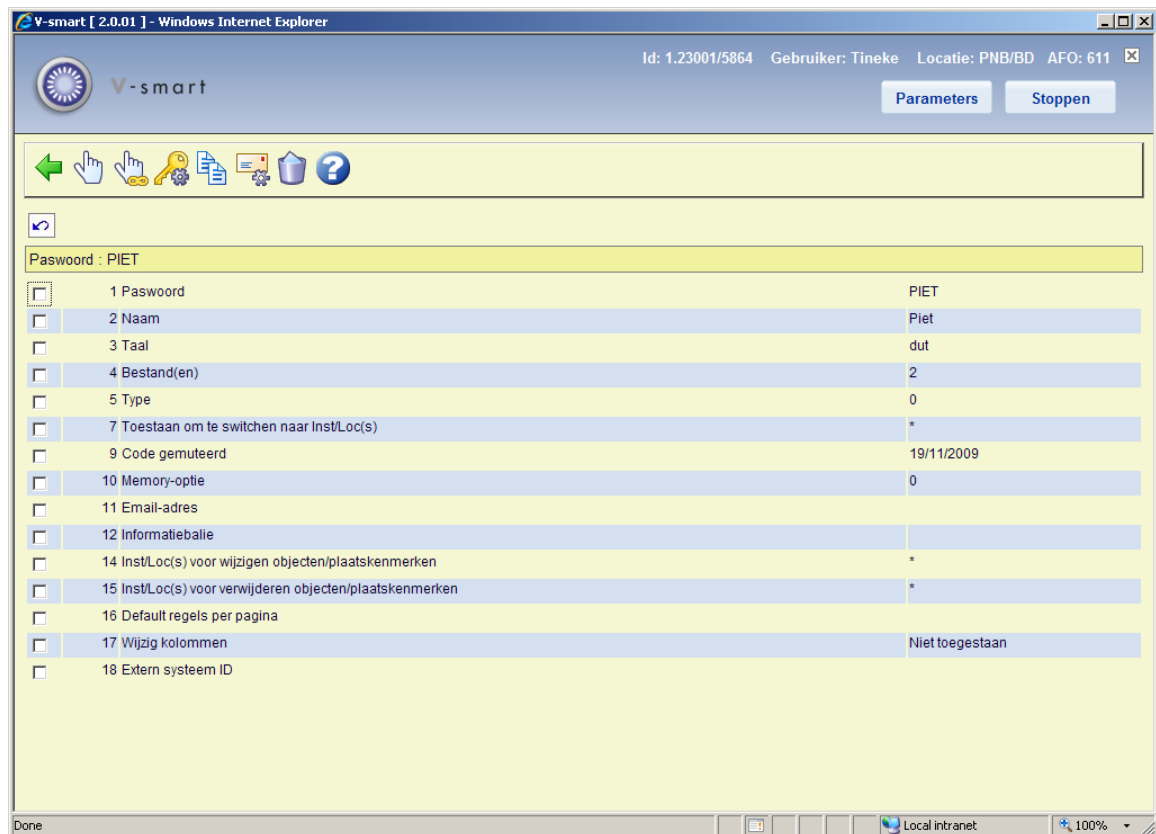 V-smart [ 2.0.01 ] - Windows Internet Explorer
Id: 1.23001/5864 Gebruiker: Tineke Locatie: PNB/BD AFO: 611
V-smart
Parameters Stoppen
Paswoord : PIET
1 Paswoord PIET
2 Naam Piet
3 Taal dut
4 Bestand(en) 2
5 Type 0
7 Toestaan om te switchen naar Inst/Loc(s) *
9 Code gemuteerd 19/11/2009
10 Memory-optie 0
11 Email-adres
12 Informatiebalie
14 Inst/Loc(s) voor wijzigen objecten/plaatskenmerken *
15 Inst/Loc(s) voor verwijderen objecten/plaatskenmerken *
16 Default regels per pagina
17 Wijzig kolommen Niet toegestaan
18 Extern systeem ID
Done Local intranet 100%